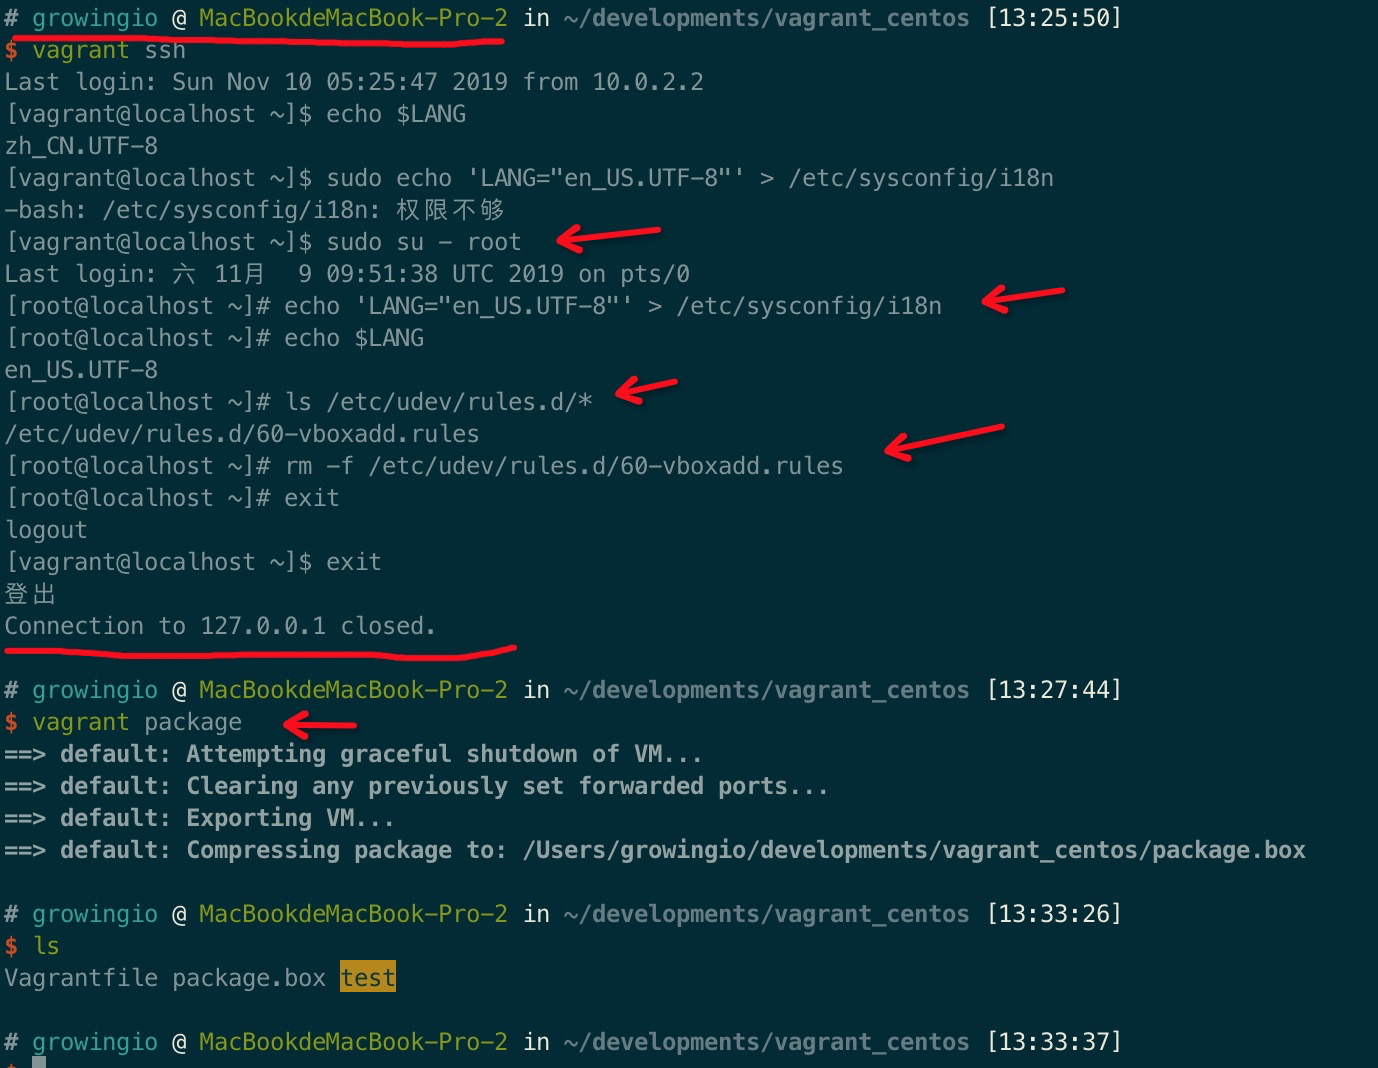 # growingio @ MacBookdeMacBook-Pro-2 in ~/developments/vagrant_centos [13:25:50]
$ vagrant ssh
Last login: Sun Nov 10 05:25:47 2019 from 10.0.2.2
[vagrant@localhost ~]$ echo $LANG
zh_CN.UTF-8
[vagrant@localhost ~]$ sudo echo 'LANG="en_US.UTF-8"' > /etc/sysconfig/i18n
-bash: /etc/sysconfig/i18n: 权限不够
[vagrant@localhost ~]$ sudo su - root
Last login: 六 11月  9 09:51:38 UTC 2019 on pts/0
[root@localhost ~]# echo 'LANG="en_US.UTF-8"' > /etc/sysconfig/i18n
[root@localhost ~]# echo $LANG
en_US.UTF-8
[root@localhost ~]# ls /etc/udev/rules.d/*
/etc/udev/rules.d/60-vboxadd.rules
[root@localhost ~]# rm -f /etc/udev/rules.d/60-vboxadd.rules
[root@localhost ~]# exit
logout
[vagrant@localhost ~]$ exit
登出
Connection to 127.0.0.1 closed.
# growingio @ MacBookdeMacBook-Pro-2 in ~/developments/vagrant_centos [13:27:44]
$ vagrant package
==> default: Attempting graceful shutdown of VM...
==> default: Clearing any previously set forwarded ports...
==> default: Exporting VM...
==> default: Compressing package to: /Users/growingio/developments/vagrant_centos/package.box
# growingio @ MacBookdeMacBook-Pro-2 in ~/developments/vagrant_centos [13:33:26]
$ ls
Vagrantfile package.box test
# growingio @ MacBookdeMacBook-Pro-2 in ~/developments/vagrant_centos [13:33:37]